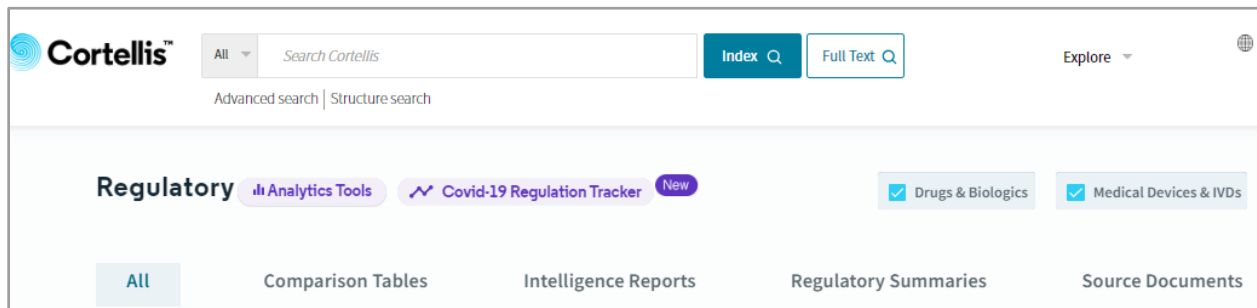 Cortellis™ All Search Cortellis Index Full Text Explore
Advanced search | Structure search
Regulatory Analytics Tools Covid-19 Regulation Tracker New Drugs & Biologics Medical Devices & IVDs
All Comparison Tables Intelligence Reports Regulatory Summaries Source Documents